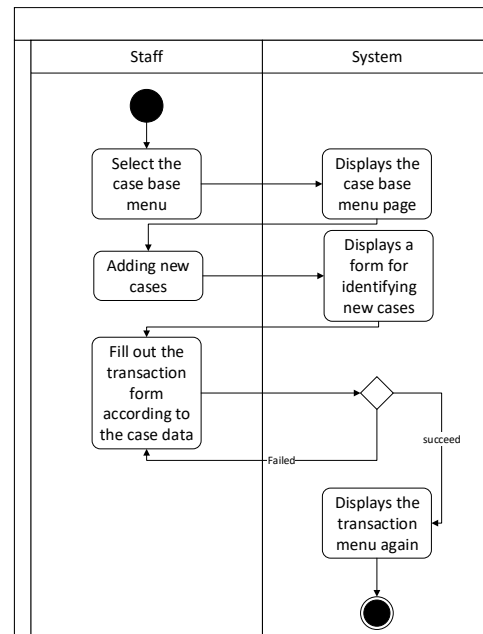 Staff
System
Select the
case base
menu
Displays the
case base
menu page
Adding new
cases
Displays a
form for
identifying
new cases
Fill out the
transaction
form
according to
the case data
succeed
Failed
Displays the
transaction
menu again